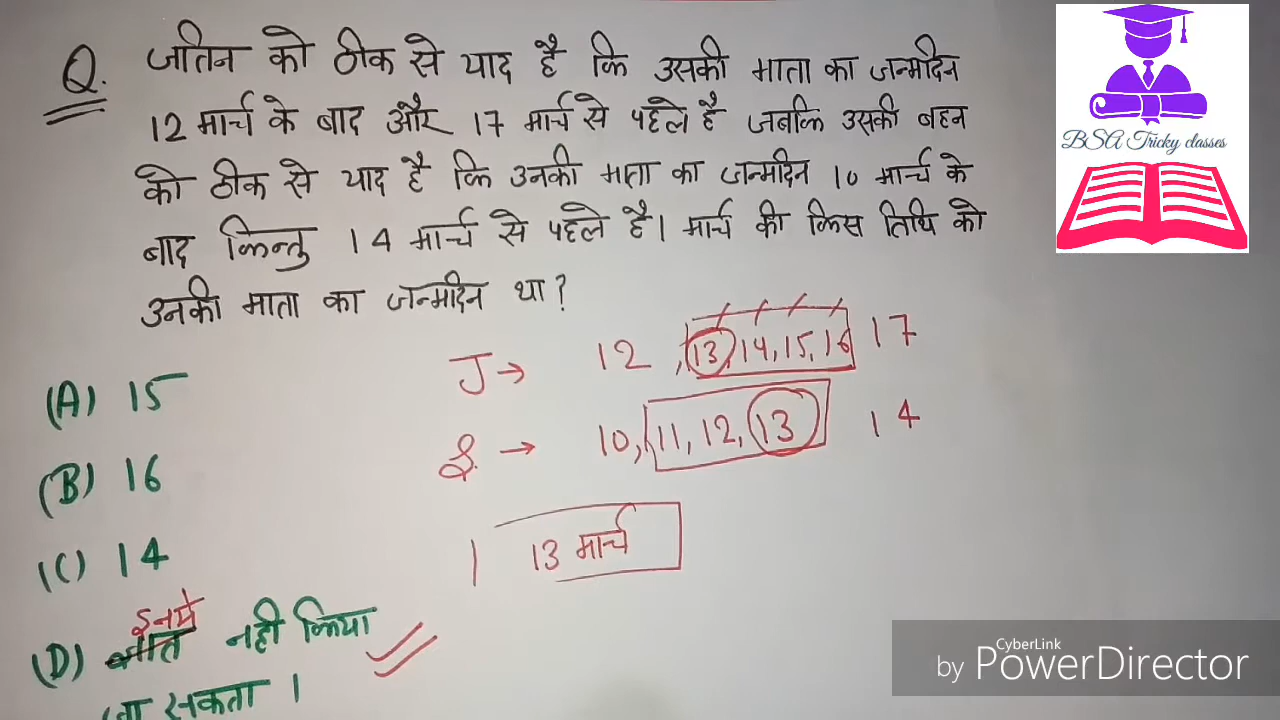 Q. जतिन को ठीक से याद है कि उसकी माता का जन्मदिन
12 मार्च के बाद और 17 मार्च से पहले है जबकि उसकी बहन
को ठीक से याद है कि उनकी माता का जन्मदिन 10 मार्च के
बाद किन्तु 14 मार्च से पहले है। मार्च की किस तिथि को
उनकी माता का जन्मदिन था?
BSA Tricky classes
J → 12, 13, 14, 15, 16 17
→ 10, 11, 12, 13 14
13 मार्च
(A) 15
(B) 16
(C) 14
इनमे
(D) नही किया
जा सकता।
CyberLink
by PowerDirector